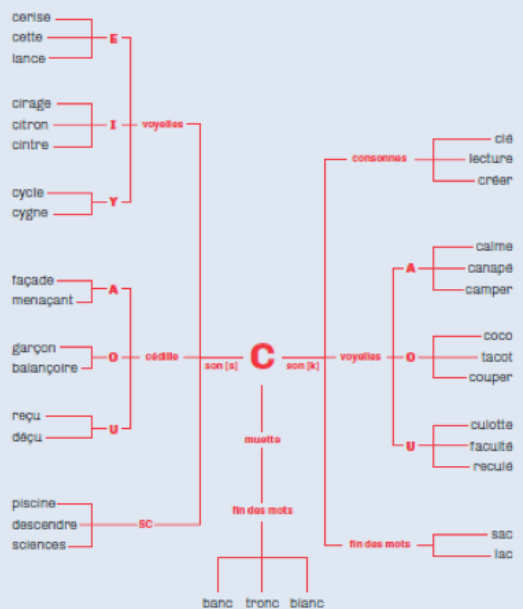 cerise
cette
lance
E
cirage
citron
cintre
I
voyelles
cycle
cygne
Y
façade
menaçant
A
garçon
balançoire
O
cédille
reçu
déçu
U
piscine
descendre
sciences
SC
son [s]
C
son [k]
muette
fin des mots
banc tronc blanc
consonnes
clé
lecture
créer
voyelles
A
calme
canapé
camper
O
coco
tacot
couper
U
culotte
faculté
reculé
fin des mots
sac
lac